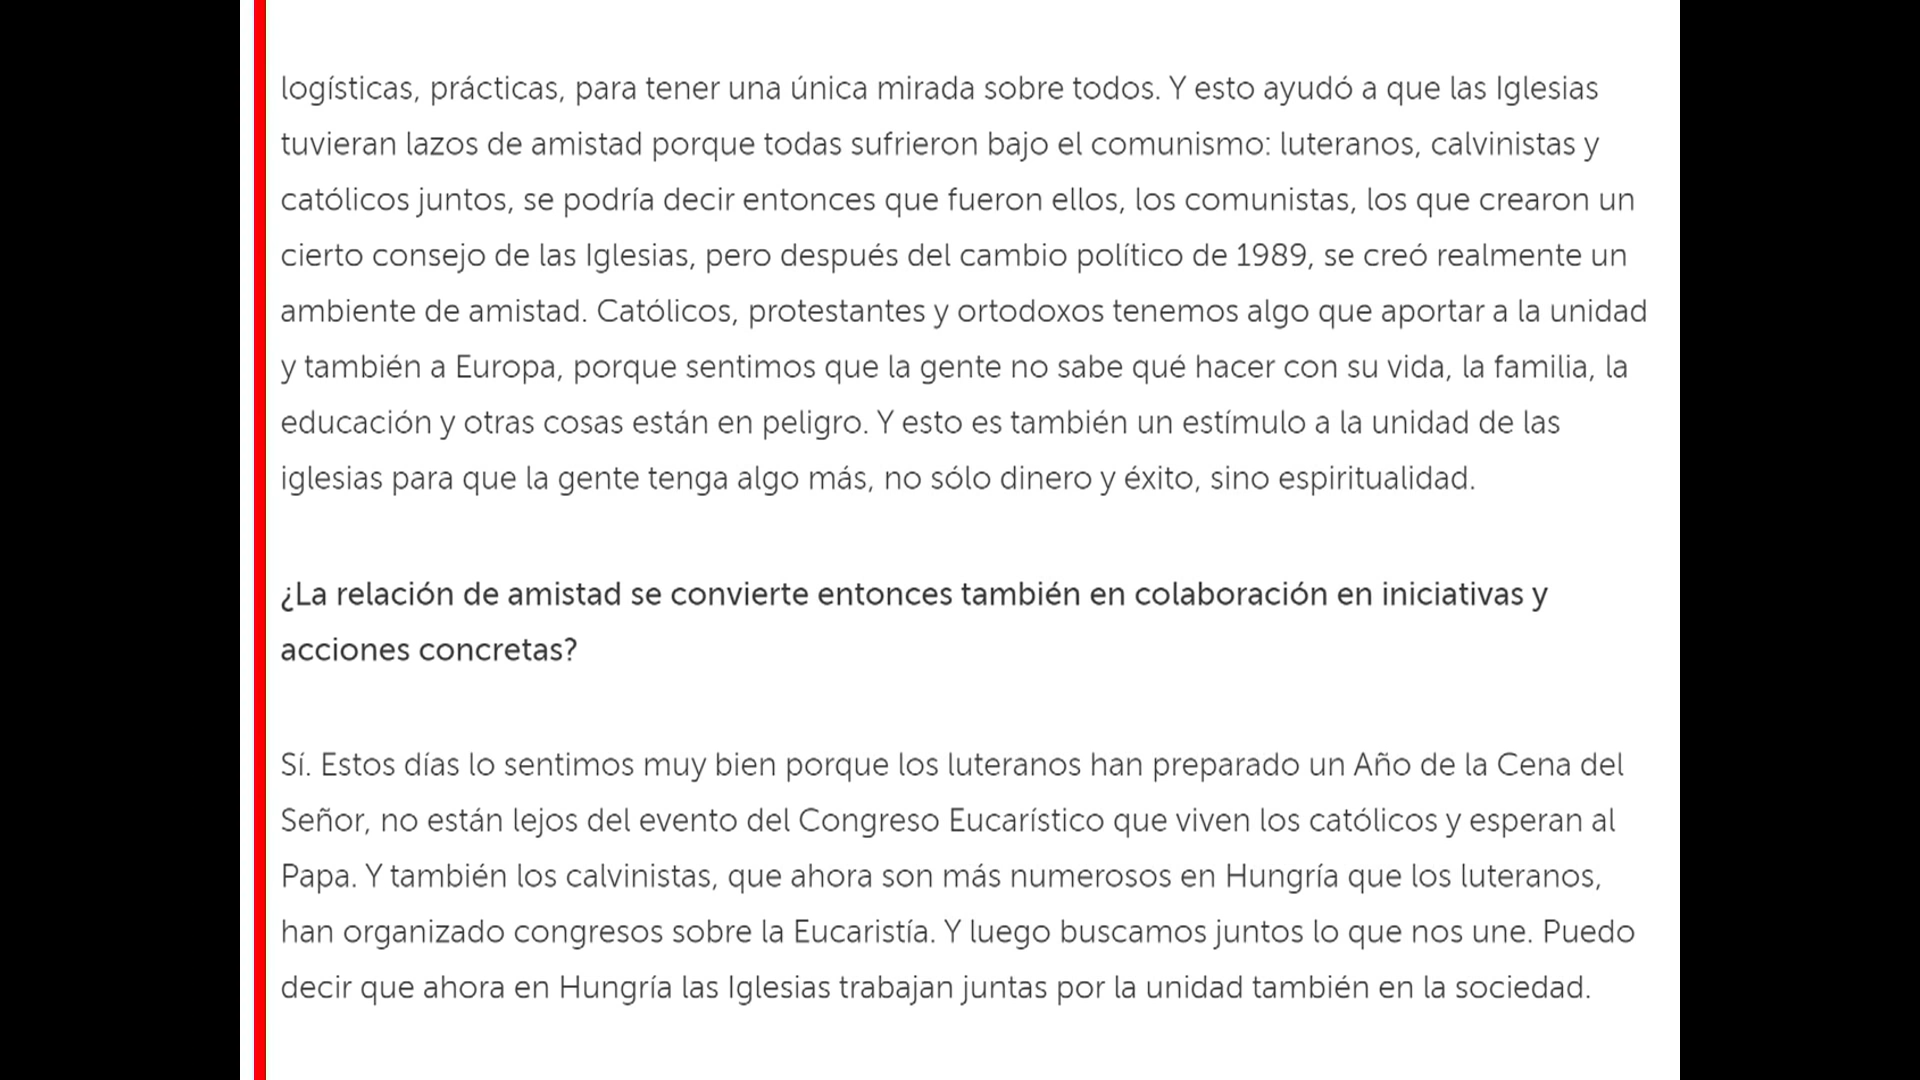 logísticas, prácticas, para tener una única mirada sobre todos. Y esto ayudó a que las Iglesias
tuvieran lazos de amistad porque todas sufrieron bajo el comunismo: luteranos, calvinistas y
católicos juntos, se podría decir entonces que fueron ellos, los comunistas, los que crearon un
cierto consejo de las Iglesias, pero después del cambio político de 1989, se creó realmente un
ambiente de amistad. Católicos, protestantes y ortodoxos tenemos algo que aportar a la unidad
y también a Europa, porque sentimos que la gente no sabe qué hacer con su vida, la familia, la
educación y otras cosas están en peligro. Y esto es también un estímulo a la unidad de las
iglesias para que la gente tenga algo más, no sólo dinero y éxito, sino espiritualidad.
¿La relación de amistad se convierte entonces también en colaboración en iniciativas y
acciones concretas?
Sí. Estos días lo sentimos muy bien porque los luteranos han preparado un Año de la Cena del
Señor, no están lejos del evento del Congreso Eucarístico que viven los católicos y esperan al
Papa. Y también los calvinistas, que ahora son más numerosos en Hungría que los luteranos,
han organizado congresos sobre la Eucaristía. Y luego buscamos juntos lo que nos une. Puedo
decir que ahora en Hungría las Iglesias trabajan juntas por la unidad también en la sociedad.